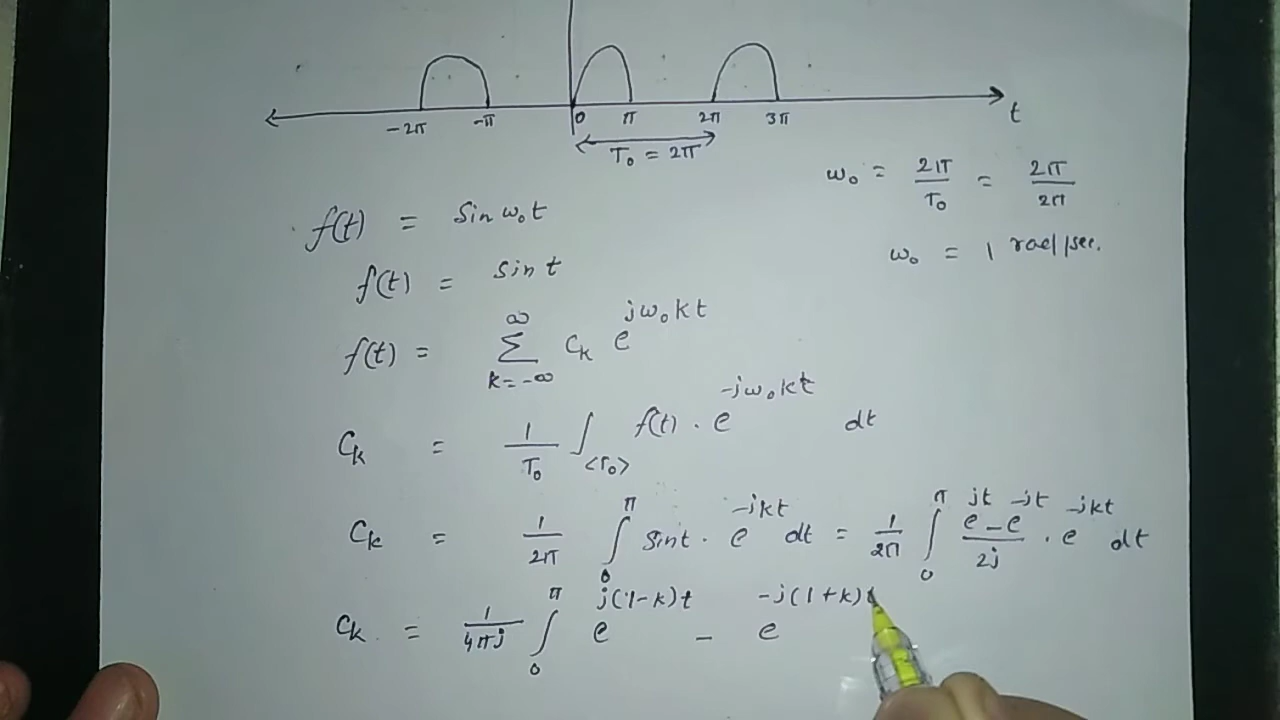 -2π -π 0 π 2π 3π t
T₀ = 2π
ω₀ = 2π/T₀ = 2π/2π
f(t) = Sin ω₀t
ω₀ = 1 rad/sec.
f(t) = sin t
f(t) = ∑_{k=-∞}^{∞} C_k e^{jω₀kt}
C_k = 1/T₀ ∫_{<T₀>} f(t) · e^{-jω₀kt} dt
C_k = 1/2π ∫_0^π Sint · e^{-jkt} dt = 1/2π ∫_0^π (e^{jt} - e^{-jt})/2j · e^{-jkt} dt
C_k = 1/4πj ∫_0^π e^{j(1-k)t} - e^{-j(1+k)t}